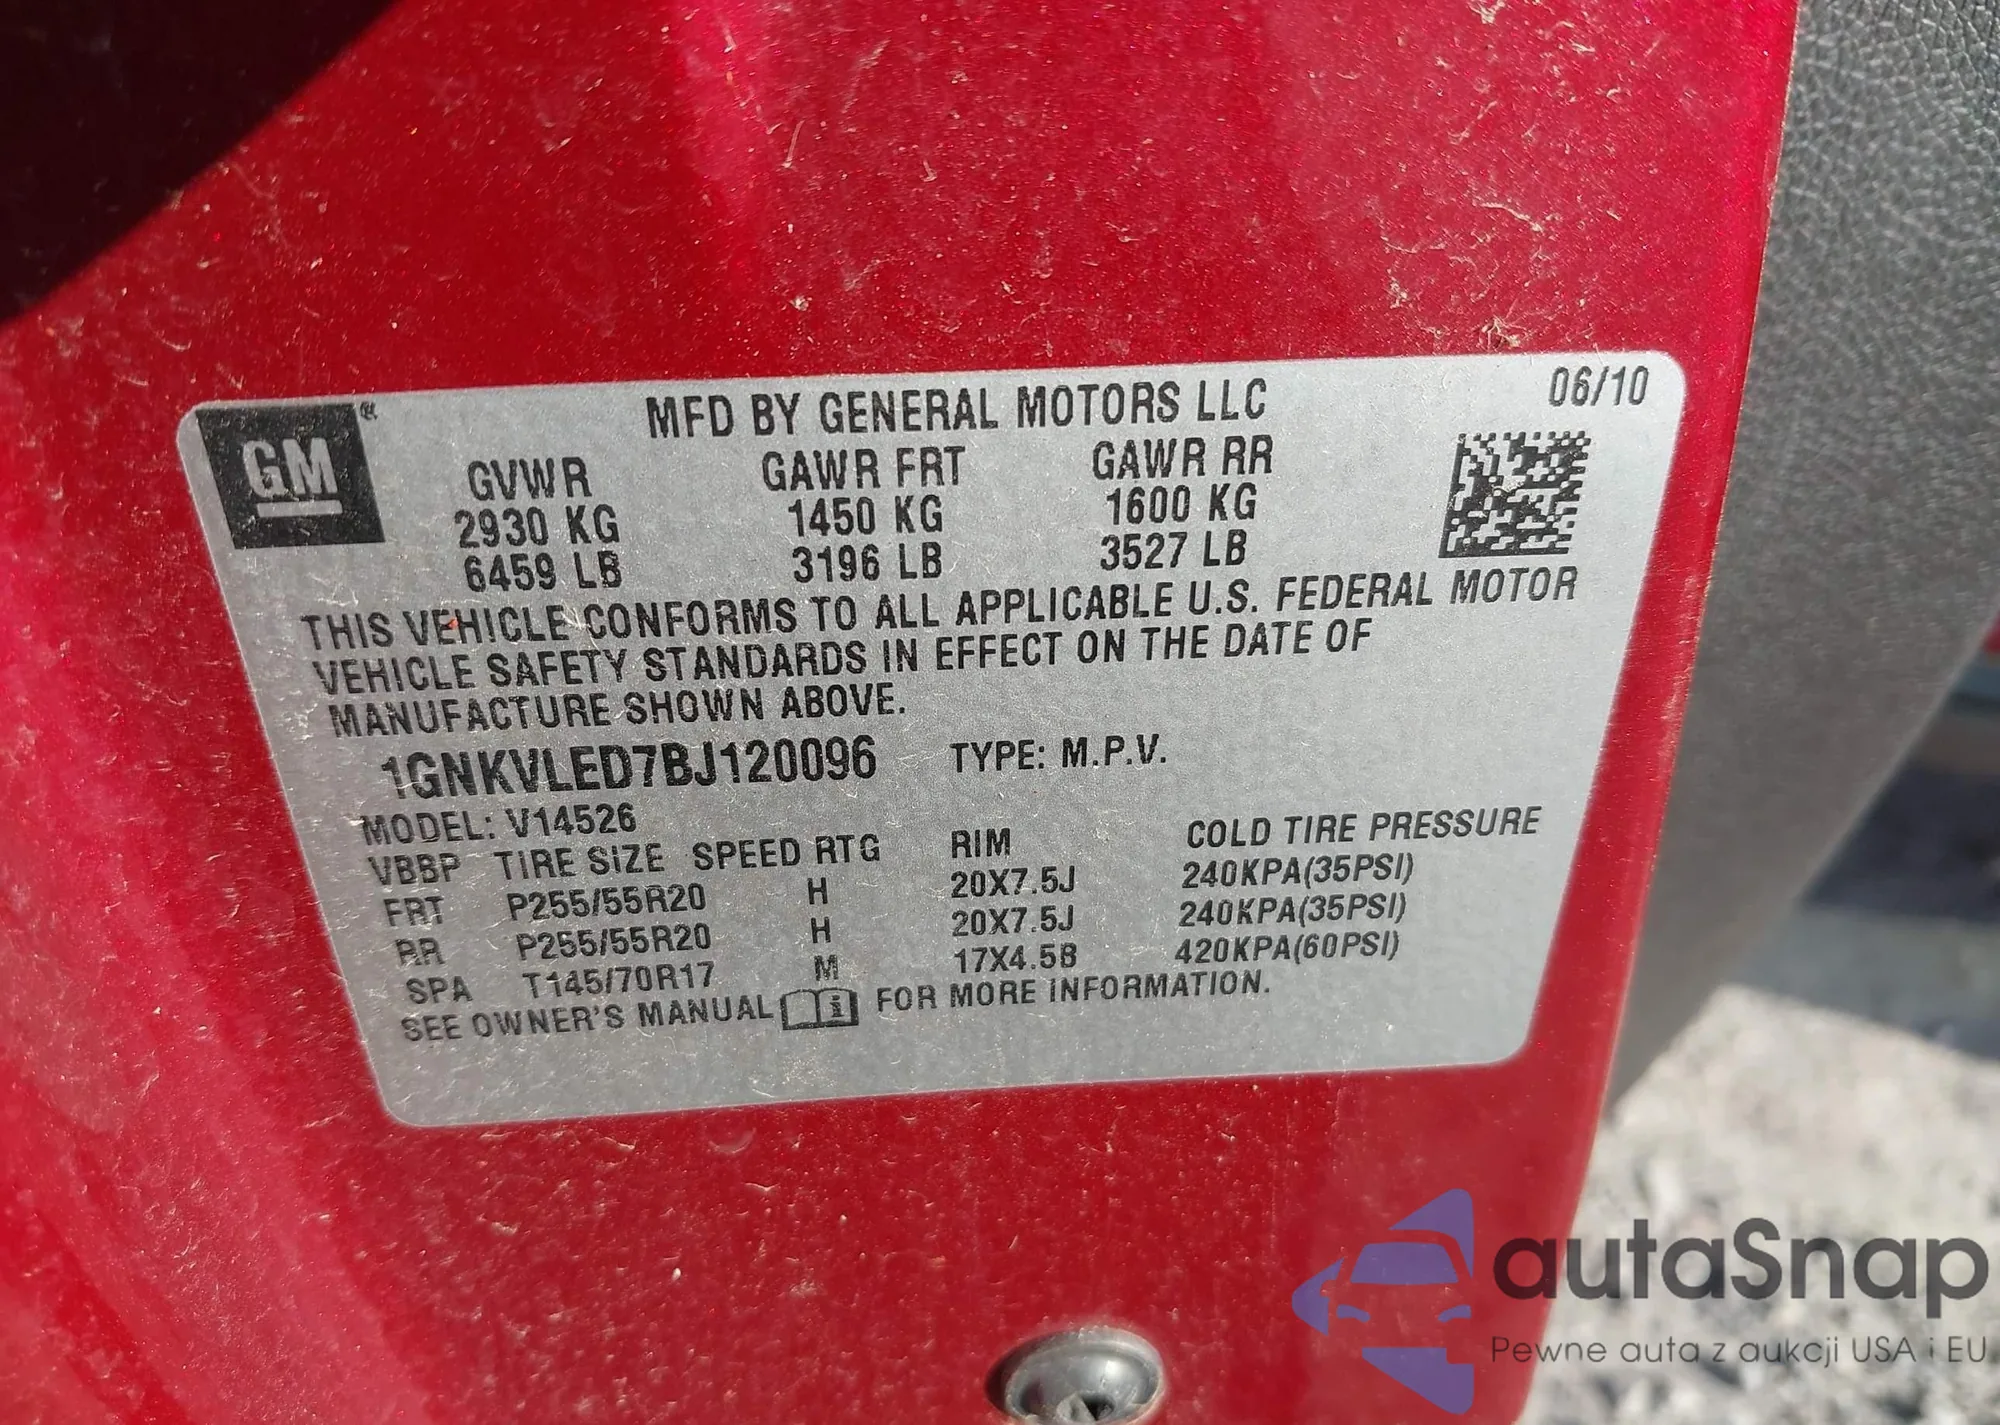 GM ®
MFD BY GENERAL MOTORS LLC 06/10
GVWR GAWR FRT GAWR RR
2930 KG 1450 KG 1600 KG
6459 LB 3196 LB 3527 LB
THIS VEHICLE CONFORMS TO ALL APPLICABLE U.S. FEDERAL MOTOR
VEHICLE SAFETY STANDARDS IN EFFECT ON THE DATE OF
MANUFACTURE SHOWN ABOVE.
1GNKVLED7BJ120096 TYPE: M.P.V.
MODEL: V14526
VBBP TIRE SIZE SPEED RTG RIM COLD TIRE PRESSURE
FRT P255/55R20 H 20X7.5J 240KPA(35PSI)
RR P255/55R20 H 20X7.5J 240KPA(35PSI)
SPA T145/70R17 M 17X4.5B 420KPA(60PSI)
SEE OWNER'S MANUAL i FOR MORE INFORMATION.
autaSnap
Pewne auta z aukcji USA i EU